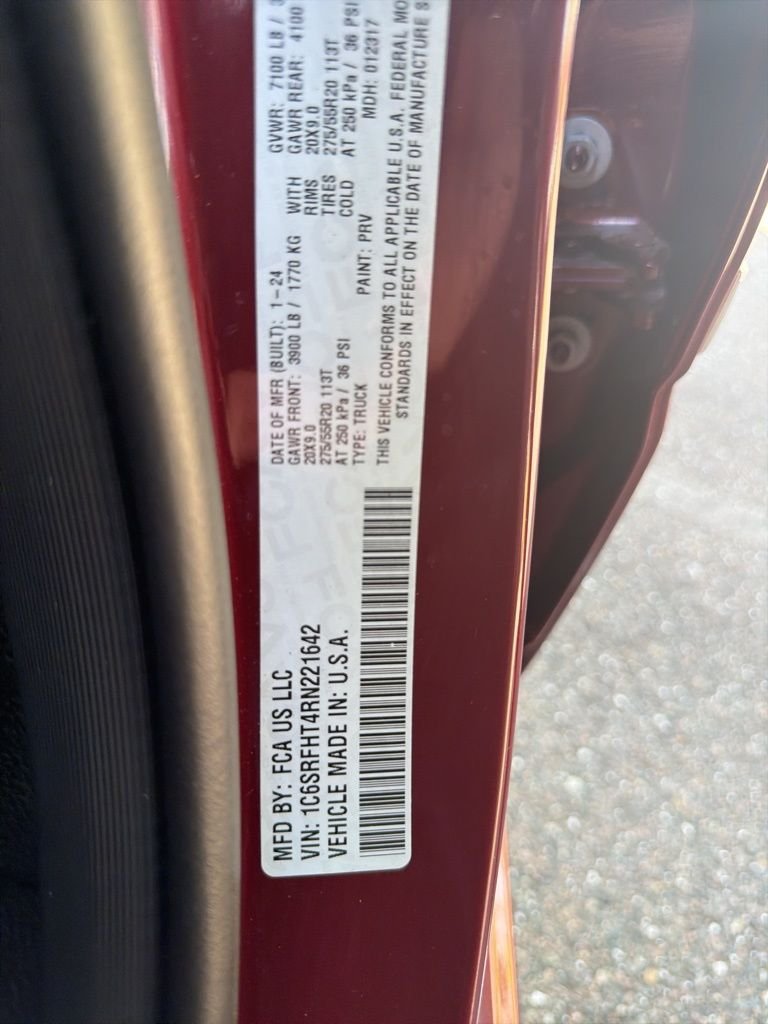 MFD BY: FCA US LLC
VIN: 1C6SRFHT4RN221642
VEHICLE MADE IN: U.S.A.
DATE OF MFR (BUILT): 1-24 GVWR: 7100 LB /
GAWR FRONT: 3900 LB / 1770 KG WITH GAWR REAR: 4100
20X9.0 RIMS 20X9.0
275/55R20 113T TIRES 275/55R20 113T
AT 250 kPa / 36 PSI COLD AT 250 kPa / 36 PSI
TYPE: TRUCK PAINT: PRV MDH: 012317
THIS VEHICLE CONFORMS TO ALL APPLICABLE U.S.A. FEDERAL
STANDARDS IN EFFECT ON THE DATE OF MANUFACTURE